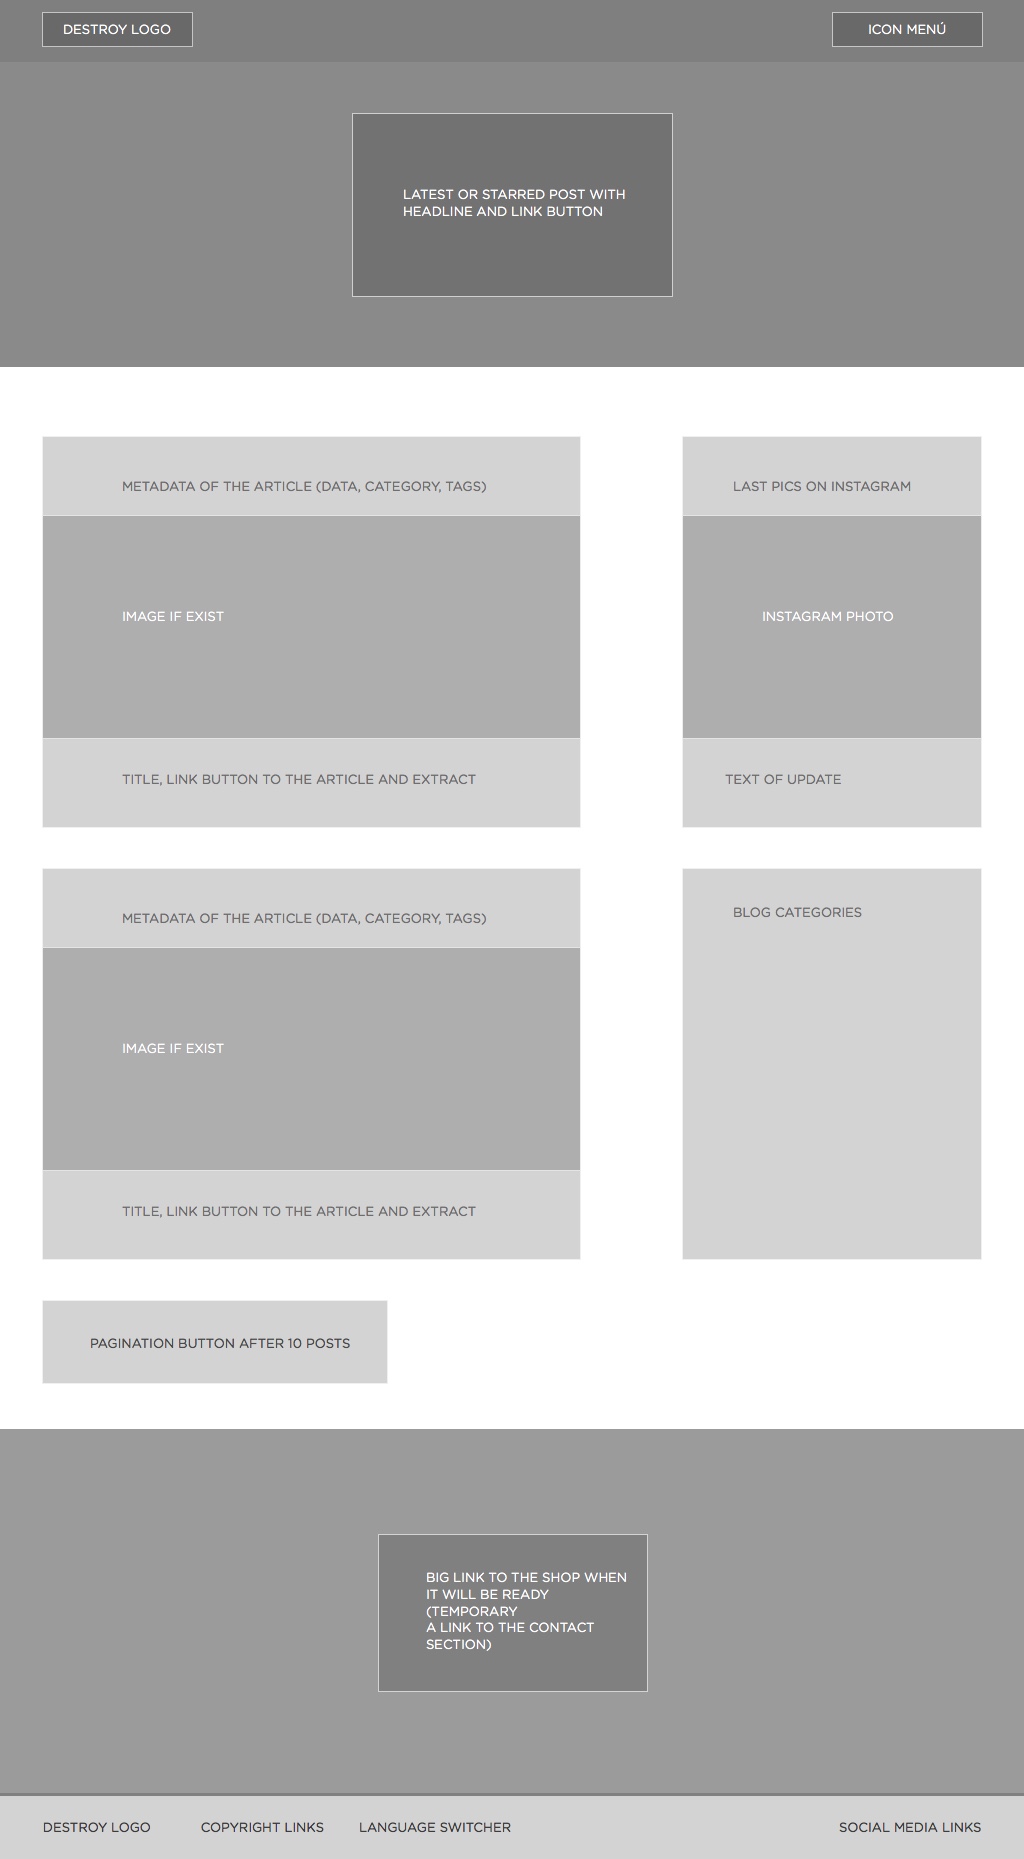 DESTROY LOGO
ICON MENÚ
LATEST OR STARRED POST WITH
HEADLINE AND LINK BUTTON
METADATA OF THE ARTICLE (DATA, CATEGORY, TAGS)
IMAGE IF EXIST
TITLE, LINK BUTTON TO THE ARTICLE AND EXTRACT
LAST PICS ON INSTAGRAM
INSTAGRAM PHOTO
TEXT OF UPDATE
METADATA OF THE ARTICLE (DATA, CATEGORY, TAGS)
IMAGE IF EXIST
TITLE, LINK BUTTON TO THE ARTICLE AND EXTRACT
BLOG CATEGORIES
PAGINATION BUTTON AFTER 10 POSTS
BIG LINK TO THE SHOP WHEN
IT WILL BE READY
(TEMPORARY
A LINK TO THE CONTACT
SECTION)
DESTROY LOGO
COPYRIGHT LINKS
LANGUAGE SWITCHER
SOCIAL MEDIA LINKS